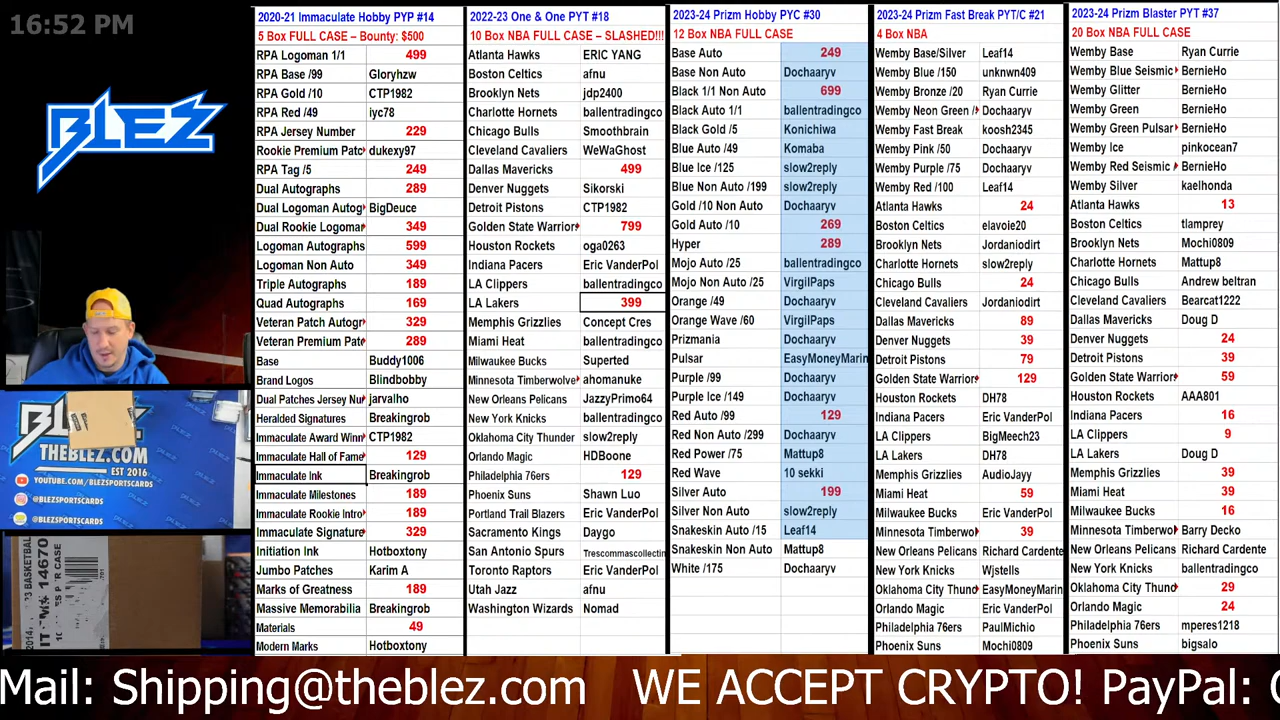 16:52 PM
BLEZ
BLEZ
THEBLEZ.COM
EST 2016
YOUTUBE.COM/BLEZSPORTSCARDS
@BLEZSPORTSCARDS
@BLEZSPORTSCARDS
2020-21 Immaculate Hobby PYP #14
5 Box FULL CASE – Bounty: $500
RPA Logoman 1/1 499
RPA Base /99 Gloryhzw
RPA Gold /10 CTP1982
RPA Red /49 iyc78
RPA Jersey Number 229
Rookie Premium Patc dukexy97
RPA Tag /5 249
Dual Autographs 289
Dual Logoman Autog BigDeuce
Dual Rookie Logoma 349
Logoman Autographs 599
Logoman Non Auto 349
Triple Autographs 189
Quad Autographs 169
Veteran Patch Autogr 329
Veteran Premium Pat 289
Base Buddy1006
Brand Logos Blindbobby
Dual Patches Jersey Nu jarvalho
Heralded Signatures Breakingrob
Immaculate Award Winn CTP1982
Immaculate Hall of Fame 129
Immaculate Ink Breakingrob
Immaculate Milestones 189
Immaculate Rookie Intro 189
Immaculate Signature 329
Initiation Ink Hotboxtony
Jumbo Patches Karim A
Marks of Greatness 189
Massive Memorabilia Breakingrob
Materials 49
Modern Marks Hotboxtony
2022-23 One & One PYT #18
10 Box NBA FULL CASE – SLASHED!!!
Atlanta Hawks ERIC YANG
Boston Celtics afnu
Brooklyn Nets jdp2400
Charlotte Hornets ballentradingco
Chicago Bulls Smoothbrain
Cleveland Cavaliers WeWaGhost
Dallas Mavericks 499
Denver Nuggets Sikorski
Detroit Pistons CTP1982
Golden State Warrior 799
Houston Rockets oga0263
Indiana Pacers Eric VanderPol
LA Clippers ballentradingco
LA Lakers 399
Memphis Grizzlies Concept Cres
Miami Heat ballentradingco
Milwaukee Bucks Superted
Minnesota Timberwolve ahomanuke
New Orleans Pelicans JazzyPrimo64
New York Knicks ballentradingco
Oklahoma City Thunder slow2reply
Orlando Magic HDBoone
Philadelphia 76ers 129
Phoenix Suns Shawn Luo
Portland Trail Blazers Eric VanderPol
Sacramento Kings Daygo
San Antonio Spurs Trescommascollectin
Toronto Raptors Eric VanderPol
Utah Jazz afnu
Washington Wizards Nomad
2023-24 Prizm Hobby PYC #30
12 Box NBA FULL CASE
Base Auto 249
Base Non Auto Dochaaryv
Black 1/1 Non Auto 699
Black Auto 1/1 ballentradingco
Black Gold /5 Konichiwa
Blue Auto /49 Komaba
Blue Ice /125 slow2reply
Blue Non Auto /199 slow2reply
Gold /10 Non Auto Dochaaryv
Gold Auto /10 269
Hyper 289
Mojo Auto /25 ballentradingco
Mojo Non Auto /25 VirgilPaps
Orange /49 Dochaaryv
Orange Wave /60 VirgilPaps
Prizmania Dochaaryv
Pulsar EasyMoneyMarin
Purple /99 Dochaaryv
Purple Ice /149 Dochaaryv
Red Auto /99 129
Red Non Auto /299 Dochaaryv
Red Power /75 Mattup8
Red Wave 10 sekki
Silver Auto 199
Silver Non Auto slow2reply
Snakeskin Auto /15 Leaf14
Snakeskin Non Auto Mattup8
White /175 Dochaaryv
2023-24 Prizm Fast Break PYT/C #21
4 Box NBA
Wemby Base/Silver Leaf14
Wemby Blue /150 unknwn409
Wemby Bronze /20 Ryan Currie
Wemby Neon Green / Dochaaryv
Wemby Fast Break koosh2345
Wemby Pink /50 Dochaaryv
Wemby Purple /75 Dochaaryv
Wemby Red /100 Leaf14
Atlanta Hawks 24
Boston Celtics elavoie20
Brooklyn Nets Jordaniodirt
Charlotte Hornets slow2reply
Chicago Bulls 24
Cleveland Cavaliers Jordaniodirt
Dallas Mavericks 89
Denver Nuggets 39
Detroit Pistons 79
Golden State Warrior 129
Houston Rockets DH78
Indiana Pacers Eric VanderPol
LA Clippers BigMeech23
LA Lakers DH78
Memphis Grizzlies AudioJayy
Miami Heat 59
Milwaukee Bucks Eric VanderPol
Minnesota Timberwo 39
New Orleans Pelicans Richard Cardente
New York Knicks Wjstells
Oklahoma City Thund EasyMoneyMarin
Orlando Magic Eric VanderPol
Philadelphia 76ers PaulMichio
Phoenix Suns Mochi0809
2023-24 Prizm Blaster PYT #37
20 Box NBA FULL CASE
Wemby Base Ryan Currie
Wemby Blue Seismic BernieHo
Wemby Glitter BernieHo
Wemby Green BernieHo
Wemby Green Pulsar BernieHo
Wemby Ice pinkocean7
Wemby Red Seismic BernieHo
Wemby Silver kaelhonda
Atlanta Hawks 13
Boston Celtics tlamprey
Brooklyn Nets Mochi0809
Charlotte Hornets Mattup8
Chicago Bulls Andrew beltran
Cleveland Cavaliers Bearcat1222
Dallas Mavericks Doug D
Denver Nuggets 24
Detroit Pistons 39
Golden State Warrior 59
Houston Rockets AAA801
Indiana Pacers 16
LA Clippers 9
LA Lakers Doug D
Memphis Grizzlies 39
Miami Heat 39
Milwaukee Bucks 16
Minnesota Timberwo Barry Decko
New Orleans Pelicans Richard Cardente
New York Knicks ballentradingco
Oklahoma City Thun 29
Orlando Magic 24
Philadelphia 76ers mperes1218
Phoenix Suns bigsalo
Mail: Shipping@theblez.com WE ACCEPT CRYPTO! PayPal: